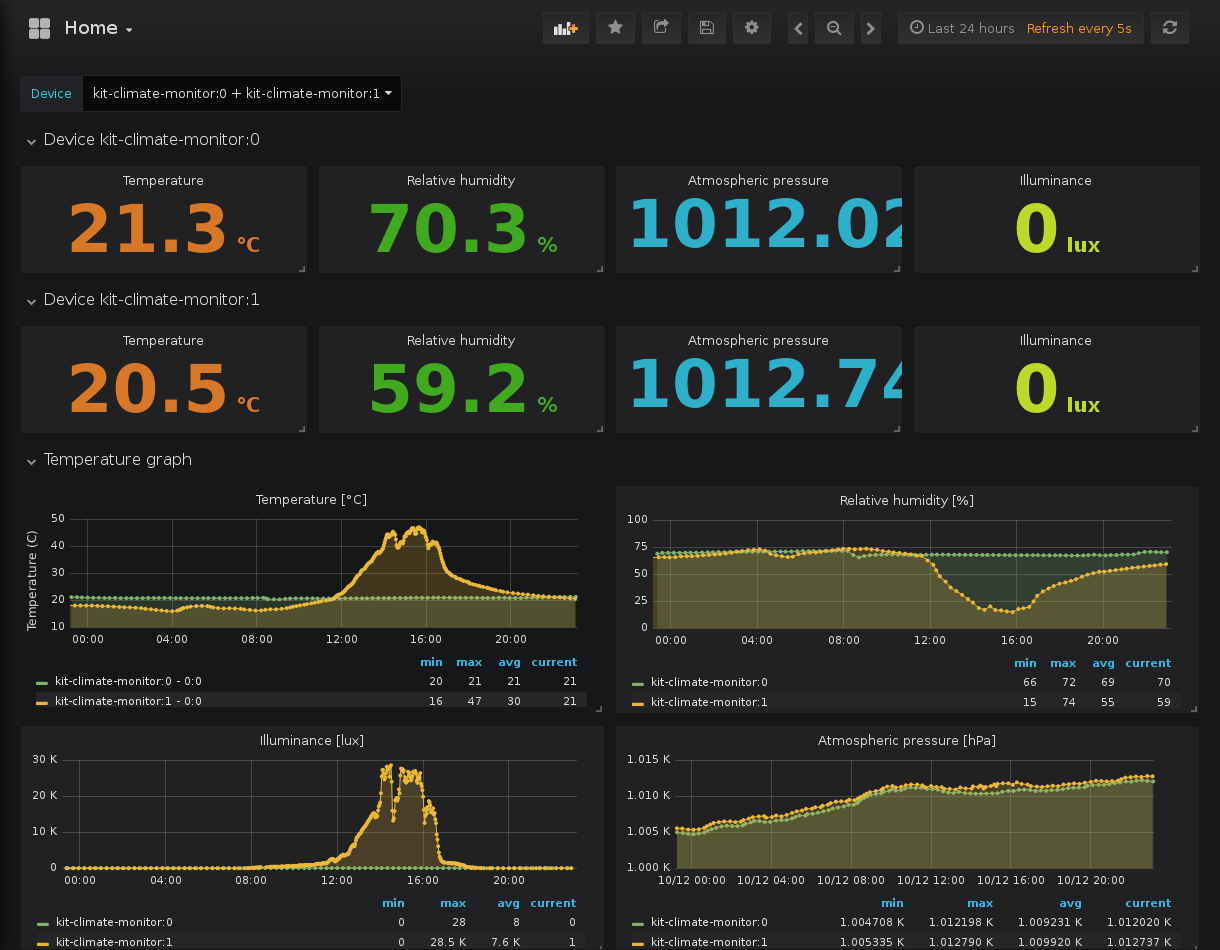 Home
Last 24 hours Refresh every 5s
Device kit-climate-monitor:0 + kit-climate-monitor:1
Device kit-climate-monitor:0
Temperature Relative humidity Atmospheric pressure Illuminance
21.3 °C 70.3 % 1012.02 0 lux
Device kit-climate-monitor:1
Temperature Relative humidity Atmospheric pressure Illuminance
20.5 °C 59.2 % 1012.74 0 lux
Temperature graph
Temperature [°C]
Temperature (C)
50
40
30
20
10
00:00 04:00 08:00 12:00 16:00 20:00
min max avg current
kit-climate-monitor:0 - 0:0 20 21 21 21
kit-climate-monitor:1 - 0:0 16 47 30 21
Relative humidity [%]
100
75
50
25
0
00:00 04:00 08:00 12:00 16:00 20:00
min max avg current
kit-climate-monitor:0 66 72 69 70
kit-climate-monitor:1 15 74 55 59
Illuminance [lux]
30 K
20 K
10 K
0
00:00 04:00 08:00 12:00 16:00 20:00
min max avg current
kit-climate-monitor:0 0 28 8 0
kit-climate-monitor:1 0 28.5 K 7.6 K 1
Atmospheric pressure [hPa]
1.015 K
1.010 K
1.005 K
1.000 K
10/12 00:00 10/12 04:00 10/12 08:00 10/12 12:00 10/12 16:00 10/12 20:00
min max avg current
kit-climate-monitor:0 1.004708 K 1.012198 K 1.009231 K 1.012020 K
kit-climate-monitor:1 1.005335 K 1.012790 K 1.009920 K 1.012737 K